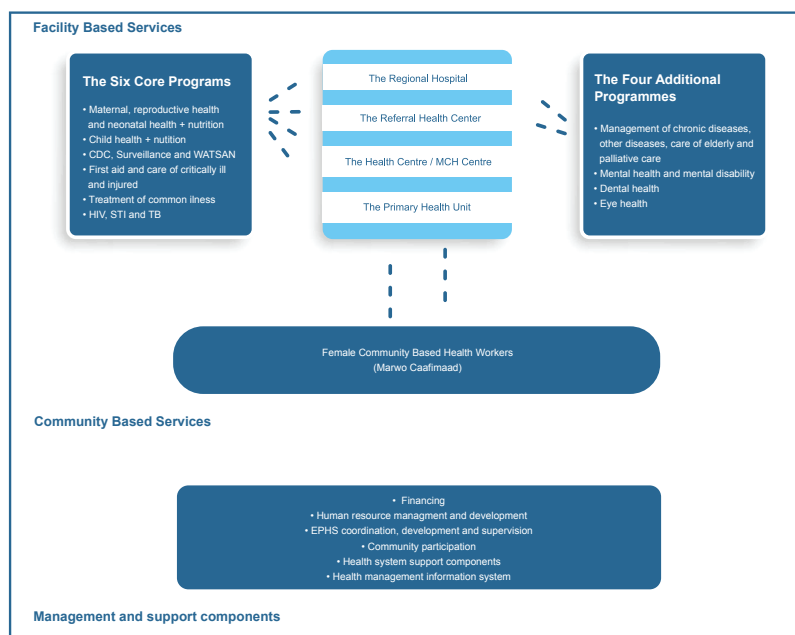 Facility Based Services
The Six Core Programs
• Maternal, reproductive health
and neonatal health + nutrition
• Child health + nutition
• CDC, Surveillance and WATSAN
• First aid and care of critically ill
and injured
• Treatment of common ilness
• HIV, STI and TB
The Regional Hospital
The Referral Health Center
The Health Centre / MCH Centre
The Primary Health Unit
The Four Additional
Programmes
• Management of chronic diseases,
other diseases, care of elderly and
palliative care
• Mental health and mental disability
• Dental health
• Eye health
Female Community Based Health Workers
(Marwo Caafimaad)
Community Based Services
• Financing
• Human resource managment and development
• EPHS coordination, development and supervision
• Community participation
• Health system support components
• Health management information system
Management and support components